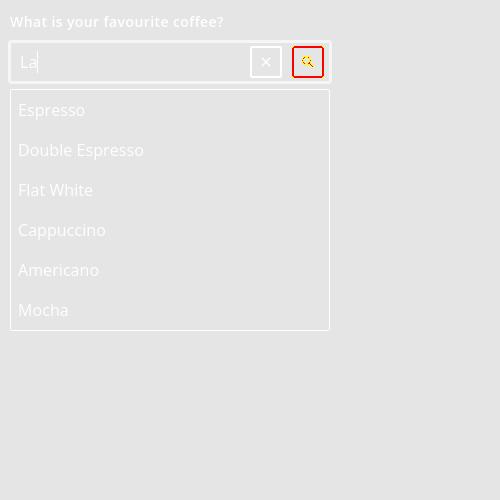 What is your favourite coffee?
La
Espresso
Double Espresso
Flat White
Cappuccino
Americano
Mocha